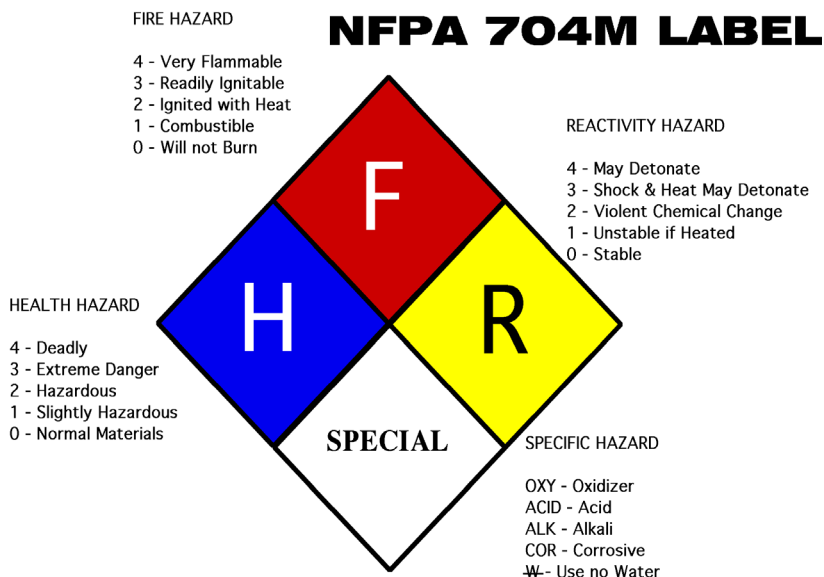 NFPA 704M LABEL
FIRE HAZARD
4 - Very Flammable
3 - Readily Ignitable
2 - Ignited with Heat
1 - Combustible
0 - Will not Burn
F
REACTIVITY HAZARD
4 - May Detonate
3 - Shock & Heat May Detonate
2 - Violent Chemical Change
1 - Unstable if Heated
0 - Stable
R
HEALTH HAZARD
4 - Deadly
3 - Extreme Danger
2 - Hazardous
1 - Slightly Hazardous
0 - Normal Materials
H
SPECIAL
SPECIFIC HAZARD
OXY - Oxidizer
ACID - Acid
ALK - Alkali
COR - Corrosive
W - Use no Water